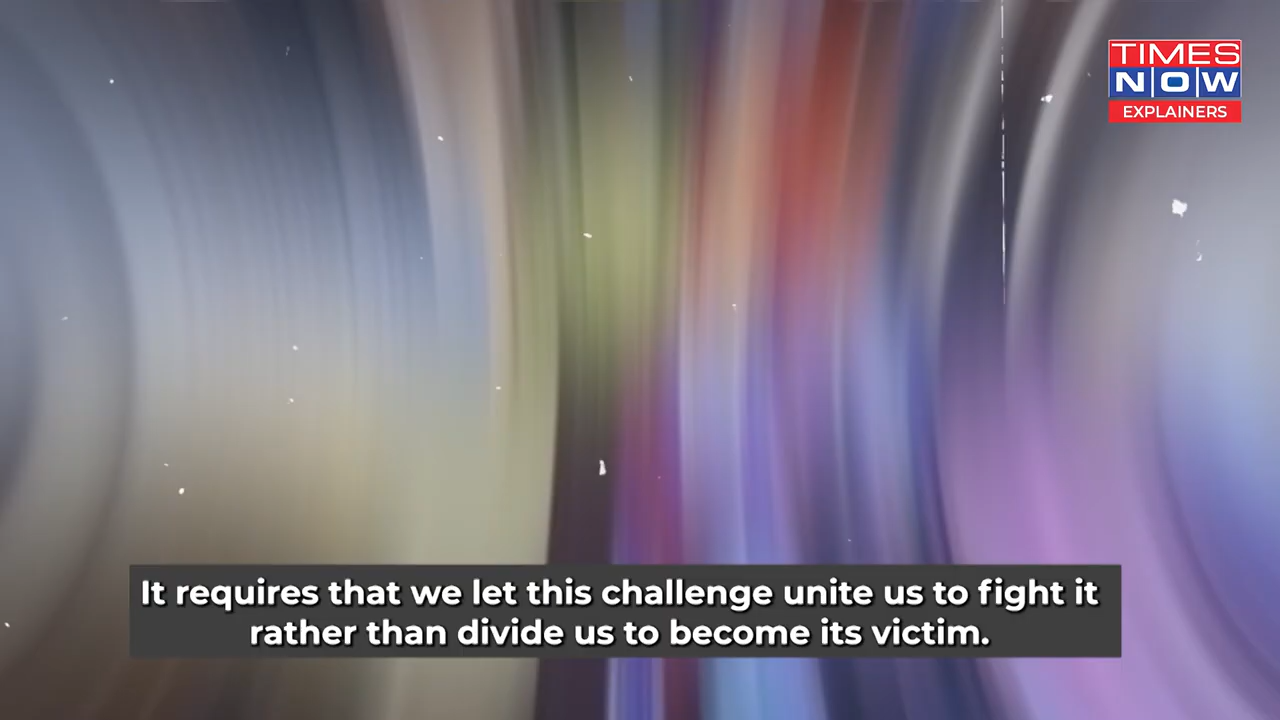 TIMES
NOW
EXPLAINERS
It requires that we let this challenge unite us to fight it
rather than divide us to become its victim.